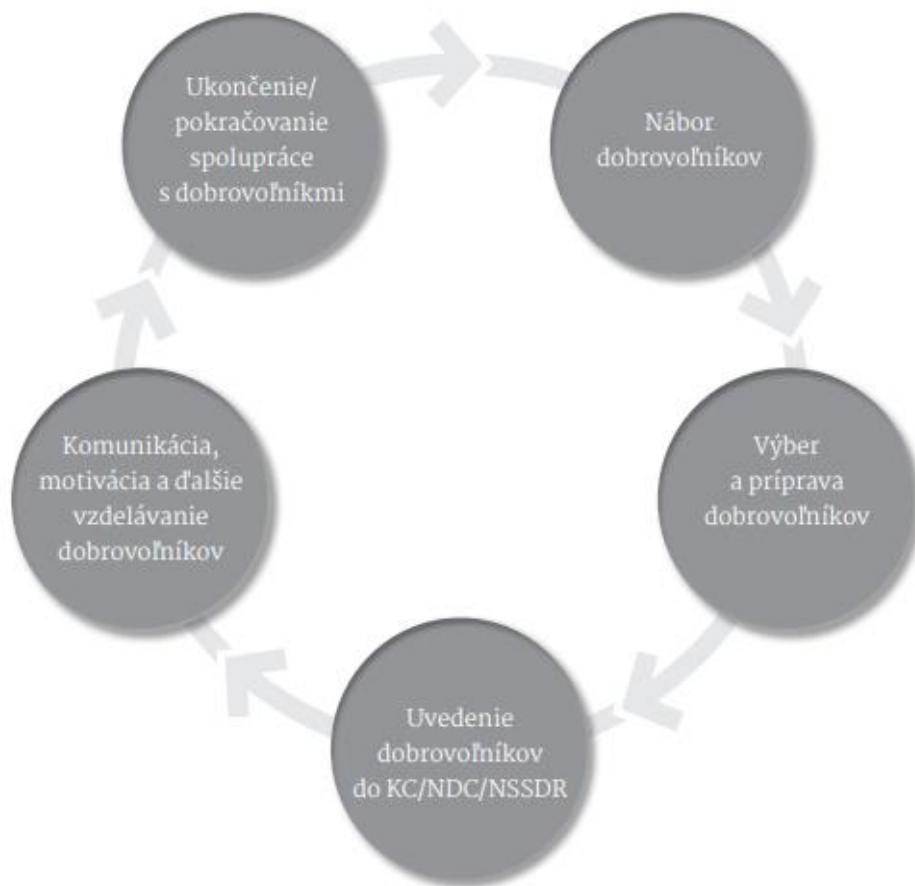 Ukončenie/
pokračovanie
spolupráce
s dobrovoľníkmi
Nábor
dobrovoľníkov
Výber
a príprava
dobrovoľníkov
Uvedenie
dobrovoľníkov
do KC/NDC/NSSDR
Komunikácia,
motivácia a ďalšie
vzdelávanie
dobrovoľníkov